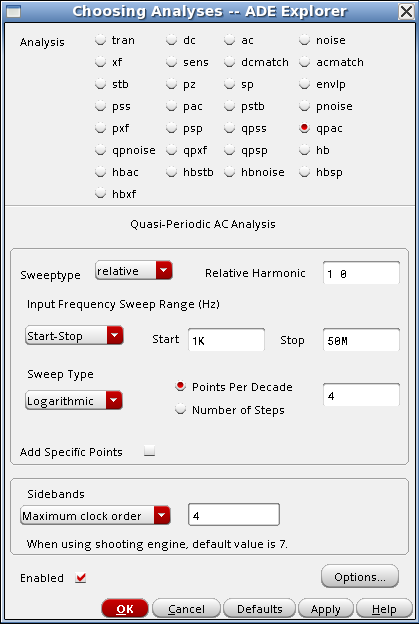 Choosing Analyses -- ADE Explorer
Analysis tran dc ac noise
xf sens dcmatch acmatch
stb pz sp envlp
pss pac pstb pnoise
pxf psp qpss qpac
qpnoise qpxf qpsp hb
hbac hbstb hbnoise hbsp
hbxf
Quasi-Periodic AC Analysis
Sweeptype relative Relative Harmonic 1 0
Input Frequency Sweep Range (Hz)
Start-Stop Start 1K Stop 50M
Sweep Type
Points Per Decade 4
Logarithmic
Number of Steps
Add Specific Points
Sidebands
Maximum clock order 4
When using shooting engine, default value is 7.
Enabled Options...
OK Cancel Defaults Apply Help